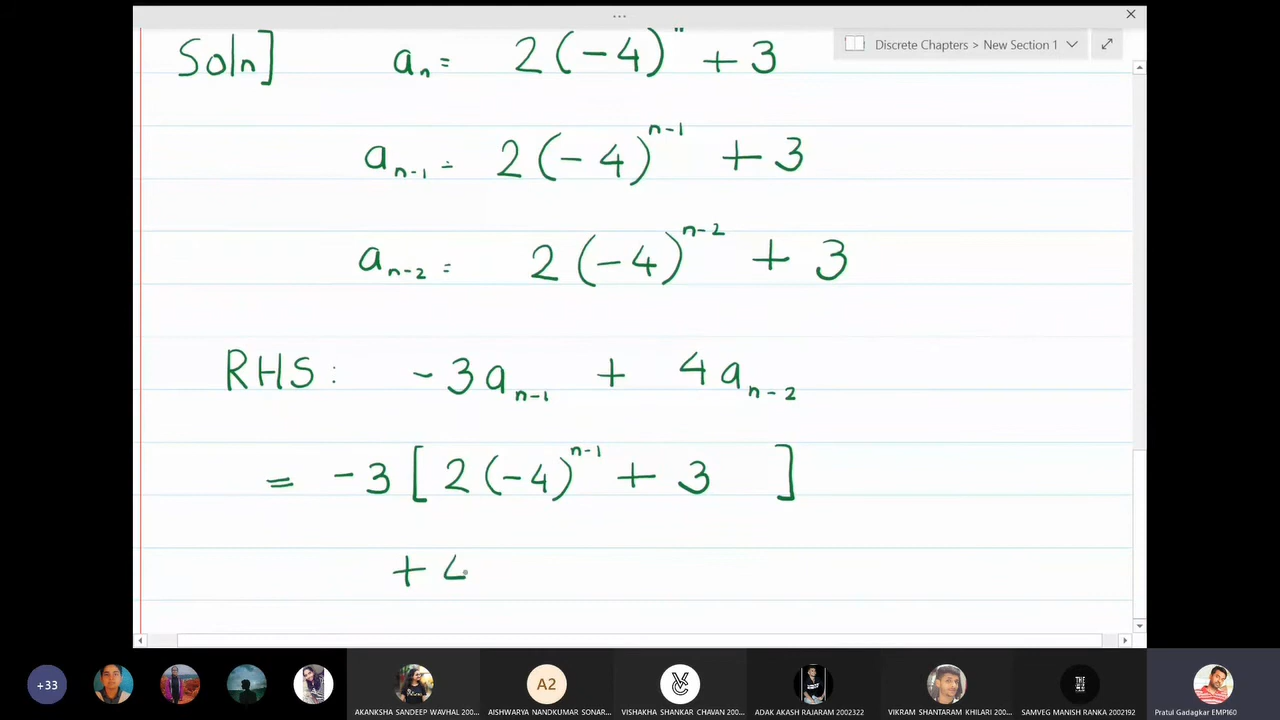 ...
Discrete Chapters > New Section 1
Soln] aₙ = 2(-4)ⁿ + 3
aₙ₋₁ = 2(-4)ⁿ⁻¹ + 3
aₙ₋₂ = 2(-4)ⁿ⁻² + 3
RHS: -3aₙ₋₁ + 4aₙ₋₂
= -3[2(-4)ⁿ⁻¹ + 3 ]
+ 4
+33
A2
AKANKSHA SANDEEP WAVHAL 200...
AISHWARYA NANDKUMAR SONAR...
VISHAKHA SHANKAR CHAVAN 200...
ADAK AKASH RAJARAM 2002322
VIKRAM SHANTARAM KHILARI 200...
SAMVEG MANISH RANKA 2002192
Pratul Gadagkar EMPI60